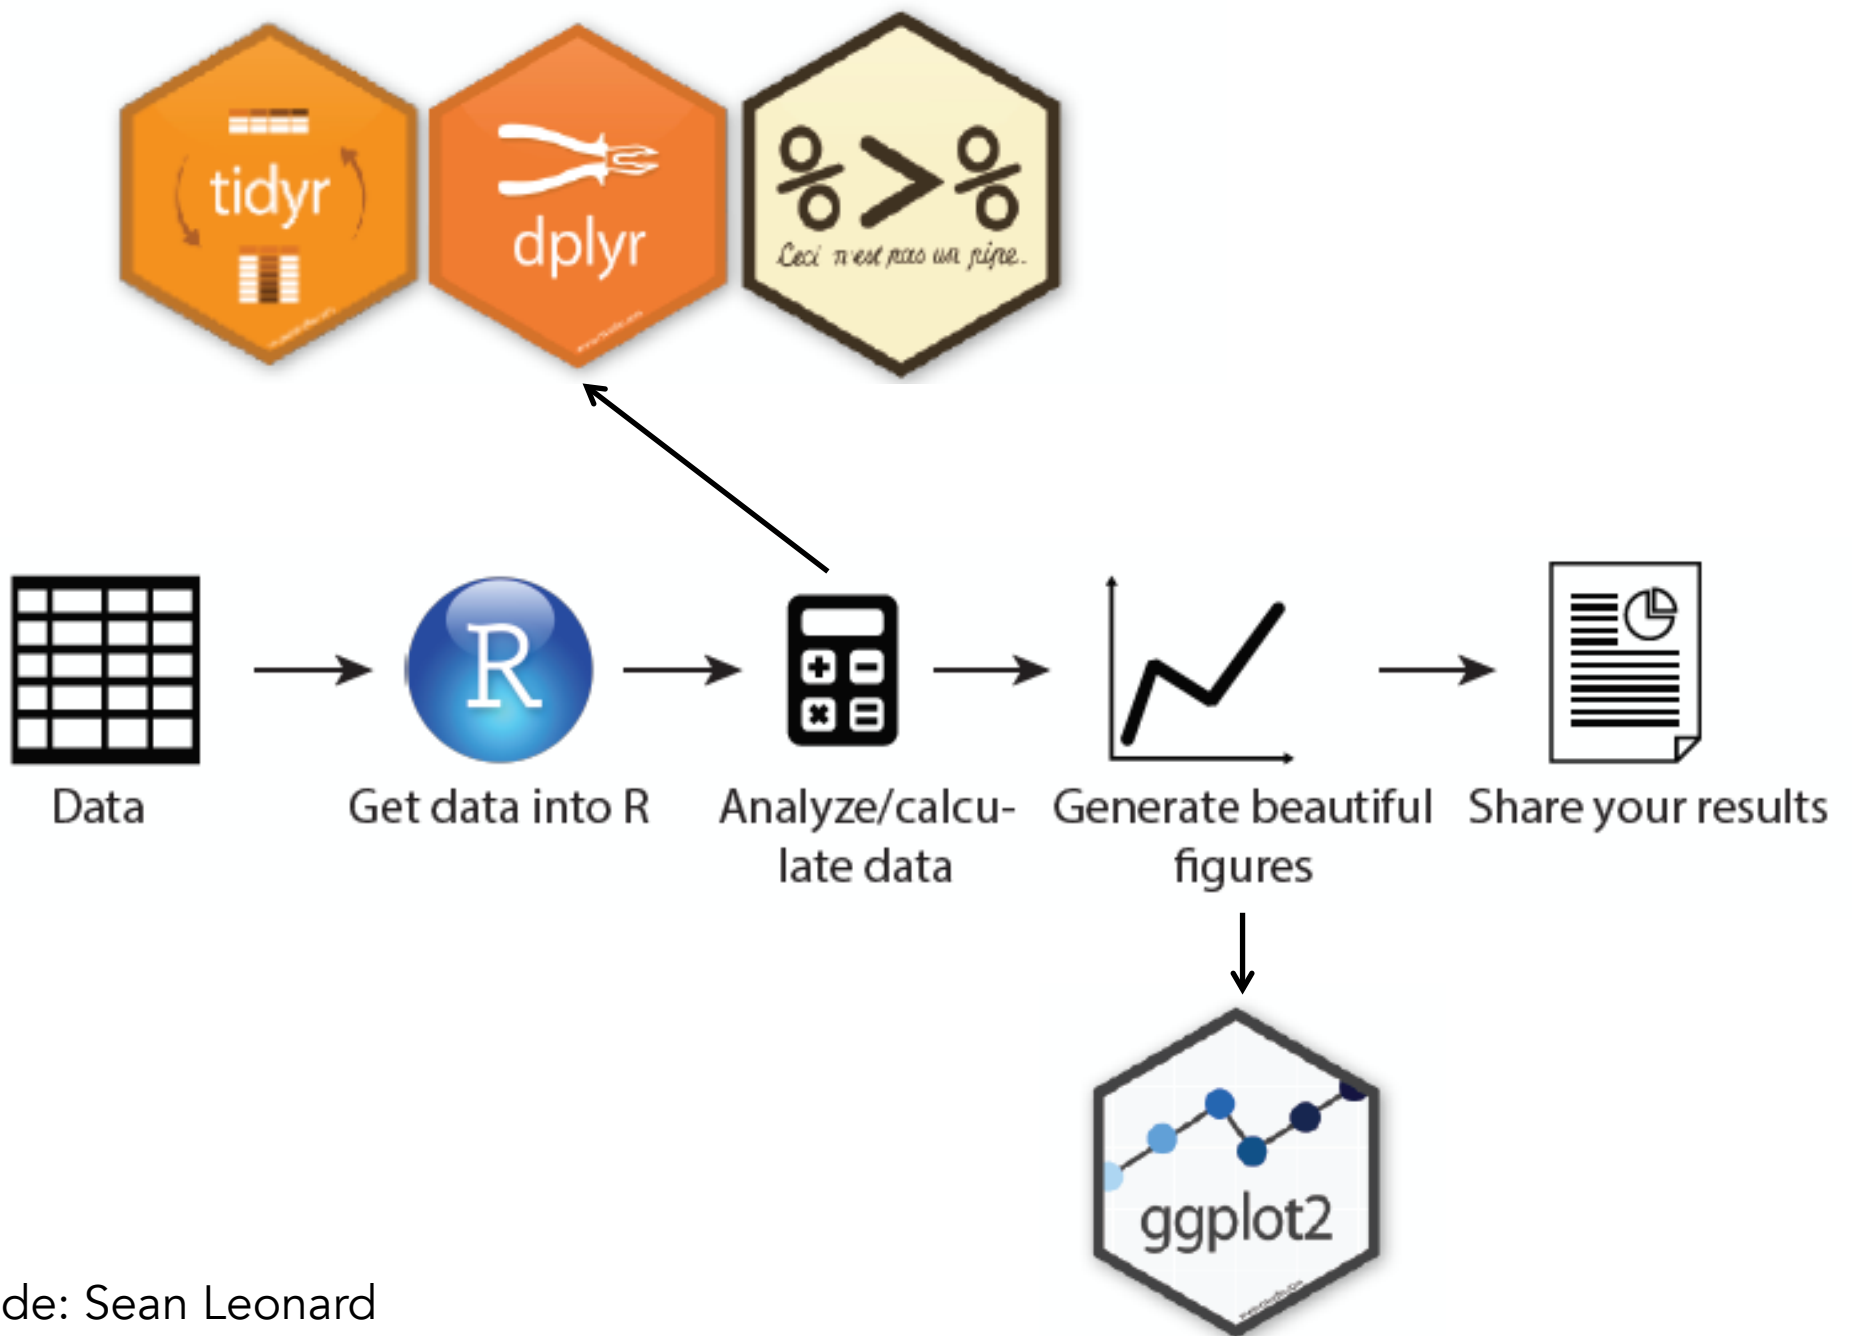 tidyr
dplyr
%>%
Ceci n'est pas un pipe.
R
Data
Get data into R
Analyze/calcu-
late data
Generate beautiful
figures
Share your results
ggplot2
de: Sean Leonard